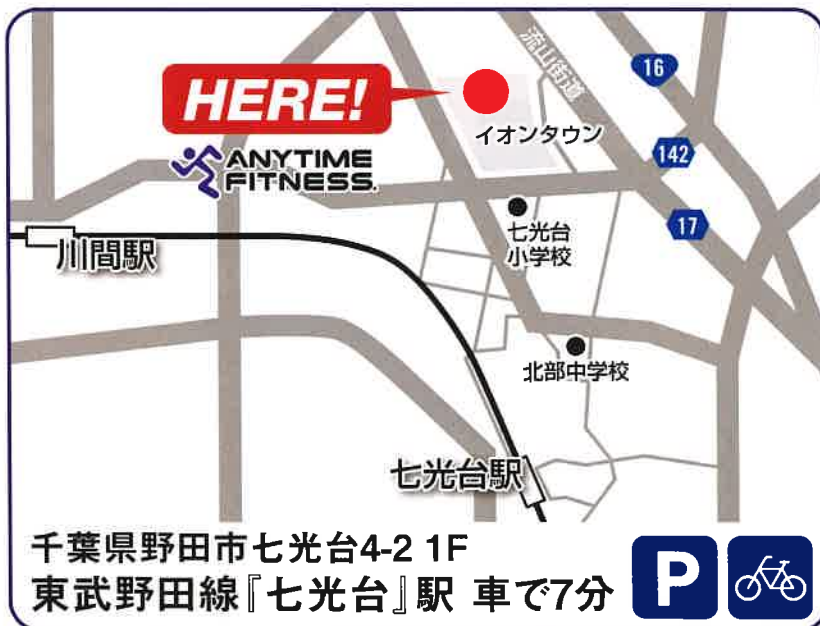 流山街道
16
HERE!
イオンタウン
ANYTIME
FITNESS.
142
七光台
小学校
17
川間駅
北部中学校
七光台駅
千葉県野田市七光台4-2 1F
東武野田線『七光台』駅 車で7分
P